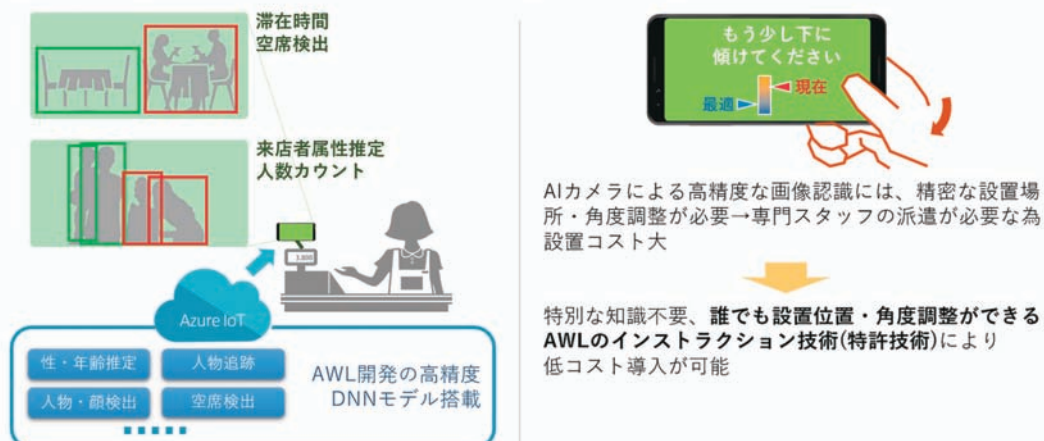 滞在時間
空席検出
来店者属性推定
人数カウント
3,800
Azure IoT
性・年齢推定
人物追跡
人物・顔検出
空席検出
AWL開発の高精度
DNNモデル搭載
もう少し下に
傾けてください
現在
最適
AIカメラによる高精度な画像認識には、精密な設置場
所・角度調整が必要→専門スタッフの派遣が必要な為
設置コスト大
特別な知識不要、誰でも設置位置・角度調整ができる
AWLのインストラクション技術(特許技術)により
低コスト導入が可能